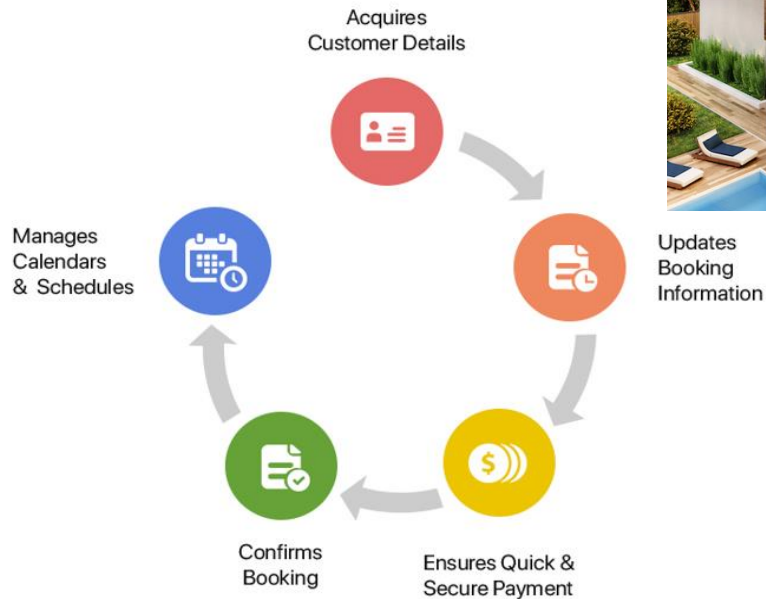 Acquires
Customer Details
Updates
Booking
Information
Ensures Quick &
Secure Payment
Confirms
Booking
Manages
Calendars
& Schedules
$